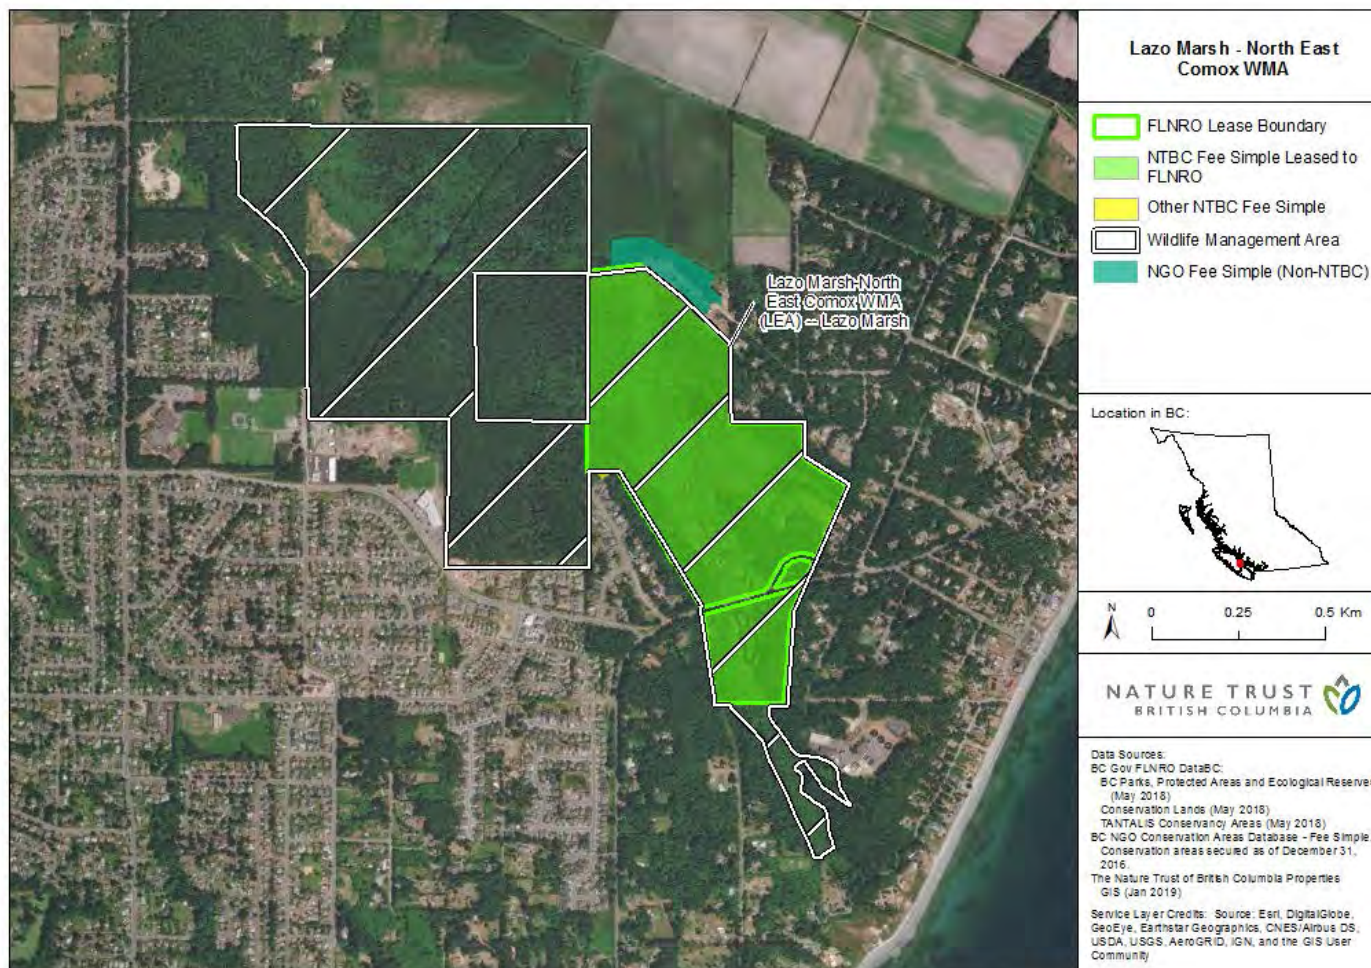 Lazo Marsh - North East
Comox WMA
FLNRO Lease Boundary
NTBC Fee Simple Leased to
FLNRO
Other NTBC Fee Simple
Wildlife Management Area
NGO Fee Simple (Non-NTBC)
Lazo Marsh-North
East Comox WMA
(LEA) -- Lazo Marsh
Location in BC:
N
0 0.25 0.5 Km
NATURE TRUST
BRITISH COLUMBIA
Data Sources:
BC Gov FLNRO DataBC:
BC Parks, Protected Areas and Ecological Reserves
(May 2018)
Conservation Lands (May 2018)
TANTALIS Conservancy Areas (May 2018)
BC NGO Conservation Areas Database - Fee Simple.
Conservation areas secured as of December 31,
2016.
The Nature Trust of British Columbia Properties
GIS (Jan 2019)
Service Layer Credits: Source: Esri, DigitalGlobe,
GeoEye, Earthstar Geographics, CNES/Airbus DS,
USDA, USGS, AeroGRID, IGN, and the GIS User
Community